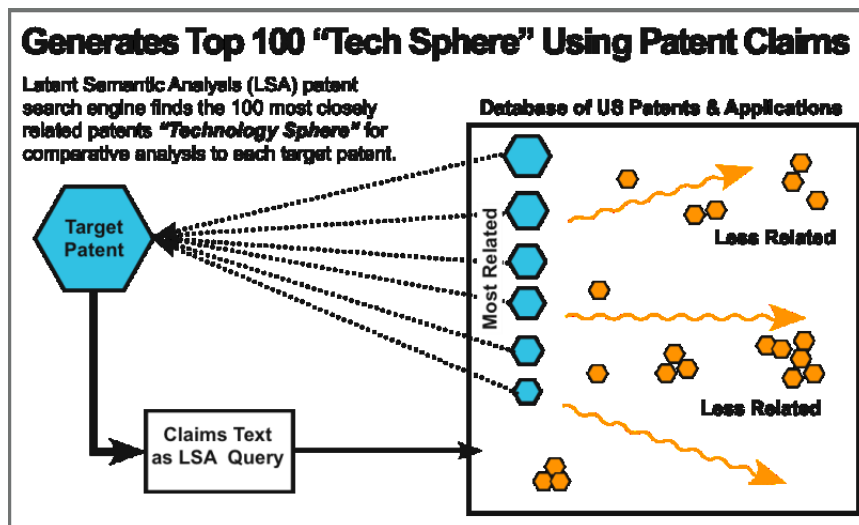 Generates Top 100 “Tech Sphere” Using Patent Claims
Latent Semantic Analysis (LSA) patent
search engine finds the 100 most closely
related patents “Technology Sphere” for
comparative analysis to each target patent.
Database of US Patents & Applications
Target
Patent
Most Related
Less Related
Less Related
Claims Text
as LSA Query